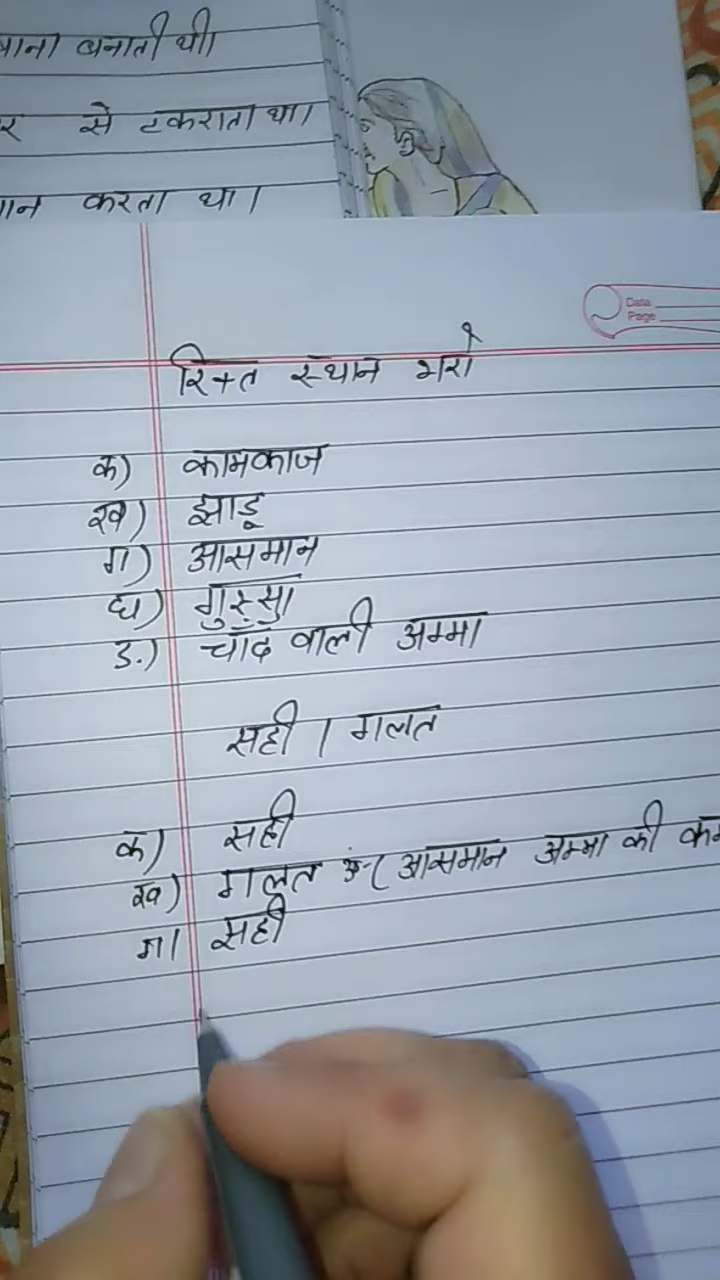 बनाती थी।
से टकराता था।
करता था।
Date
Page
रिक्त स्थान भरो
क) कामकाज
ख) झाडू
ग) आसमान
घ) गुस्सा
ङ.) चाँद वाली अम्मा
सही / गलत
क) सही
ख) गलत (आसमान अम्मा की
ग) सही